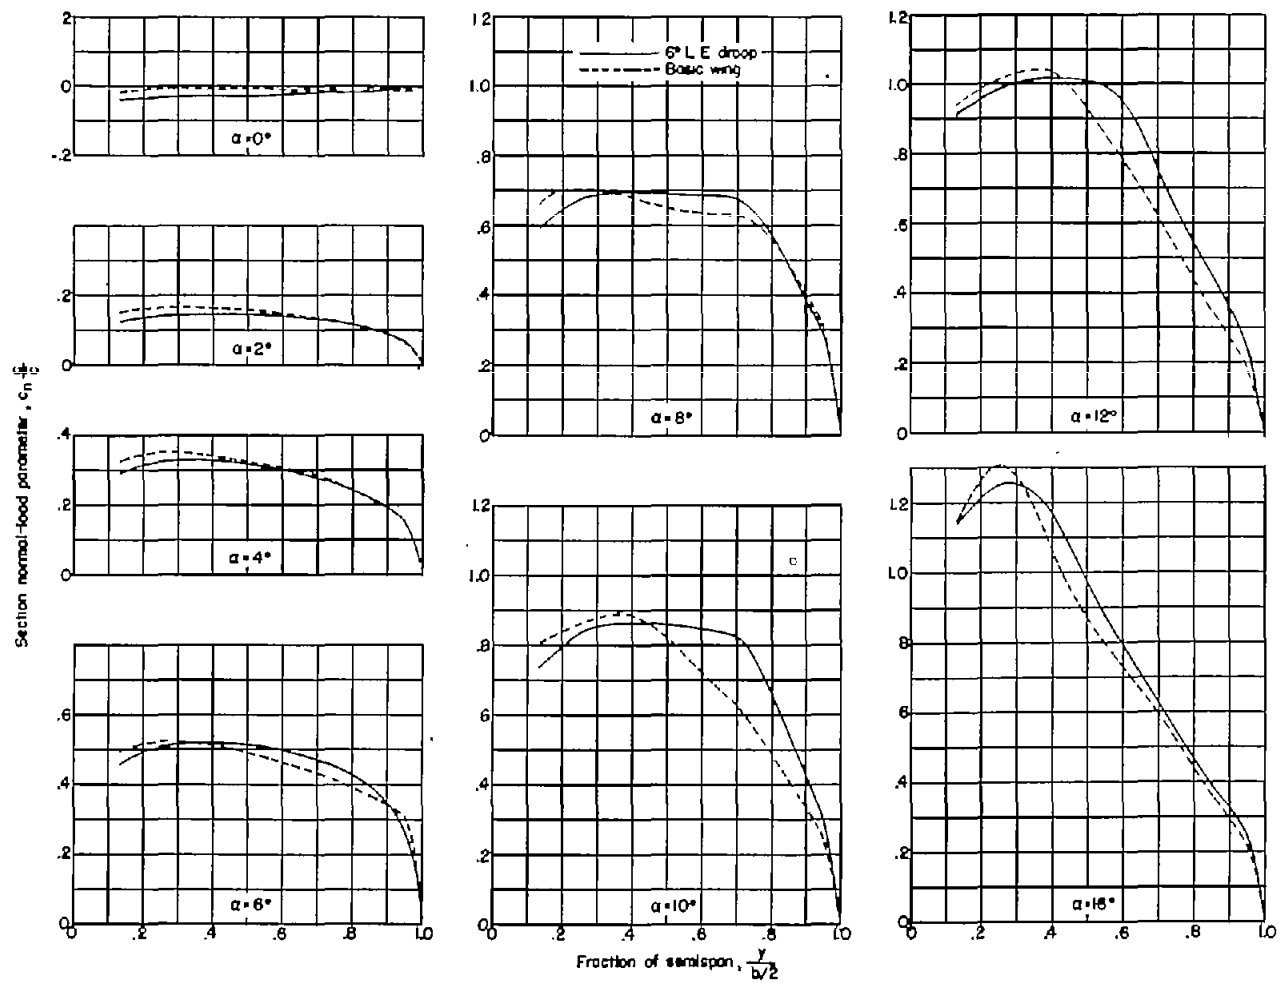 Section normal-load parameter, cₙ c/c̄
.2
0
-.2
α=0°
.2
0
α=2°
.4
.2
0
α=4°
.6
.4
.2
0
α=6°
0 .2 .4 .6 .8 1.0
1.2
1.0
.8
.6
.4
.2
0
6° L.E. droop
Basic wing
α=8°
1.2
1.0
.8
.6
.4
.2
0
α=10°
0 .2 .4 .6 .8 1.0
Fraction of semispan, y/b/2
1.2
1.0
.8
.6
.4
.2
0
α=12°
1.2
1.0
.8
.6
.4
.2
0
α=16°
0 .2 .4 .6 .8 1.0